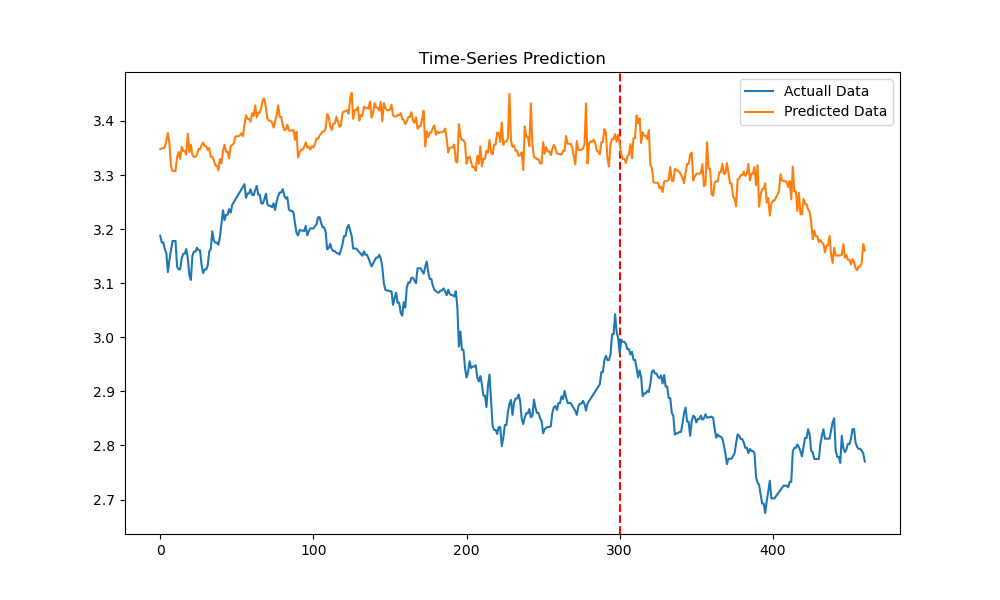 Time-Series Prediction
Actuall Data
Predicted Data
3.4
3.3
3.2
3.1
3.0
2.9
2.8
2.7
0 100 200 300 400